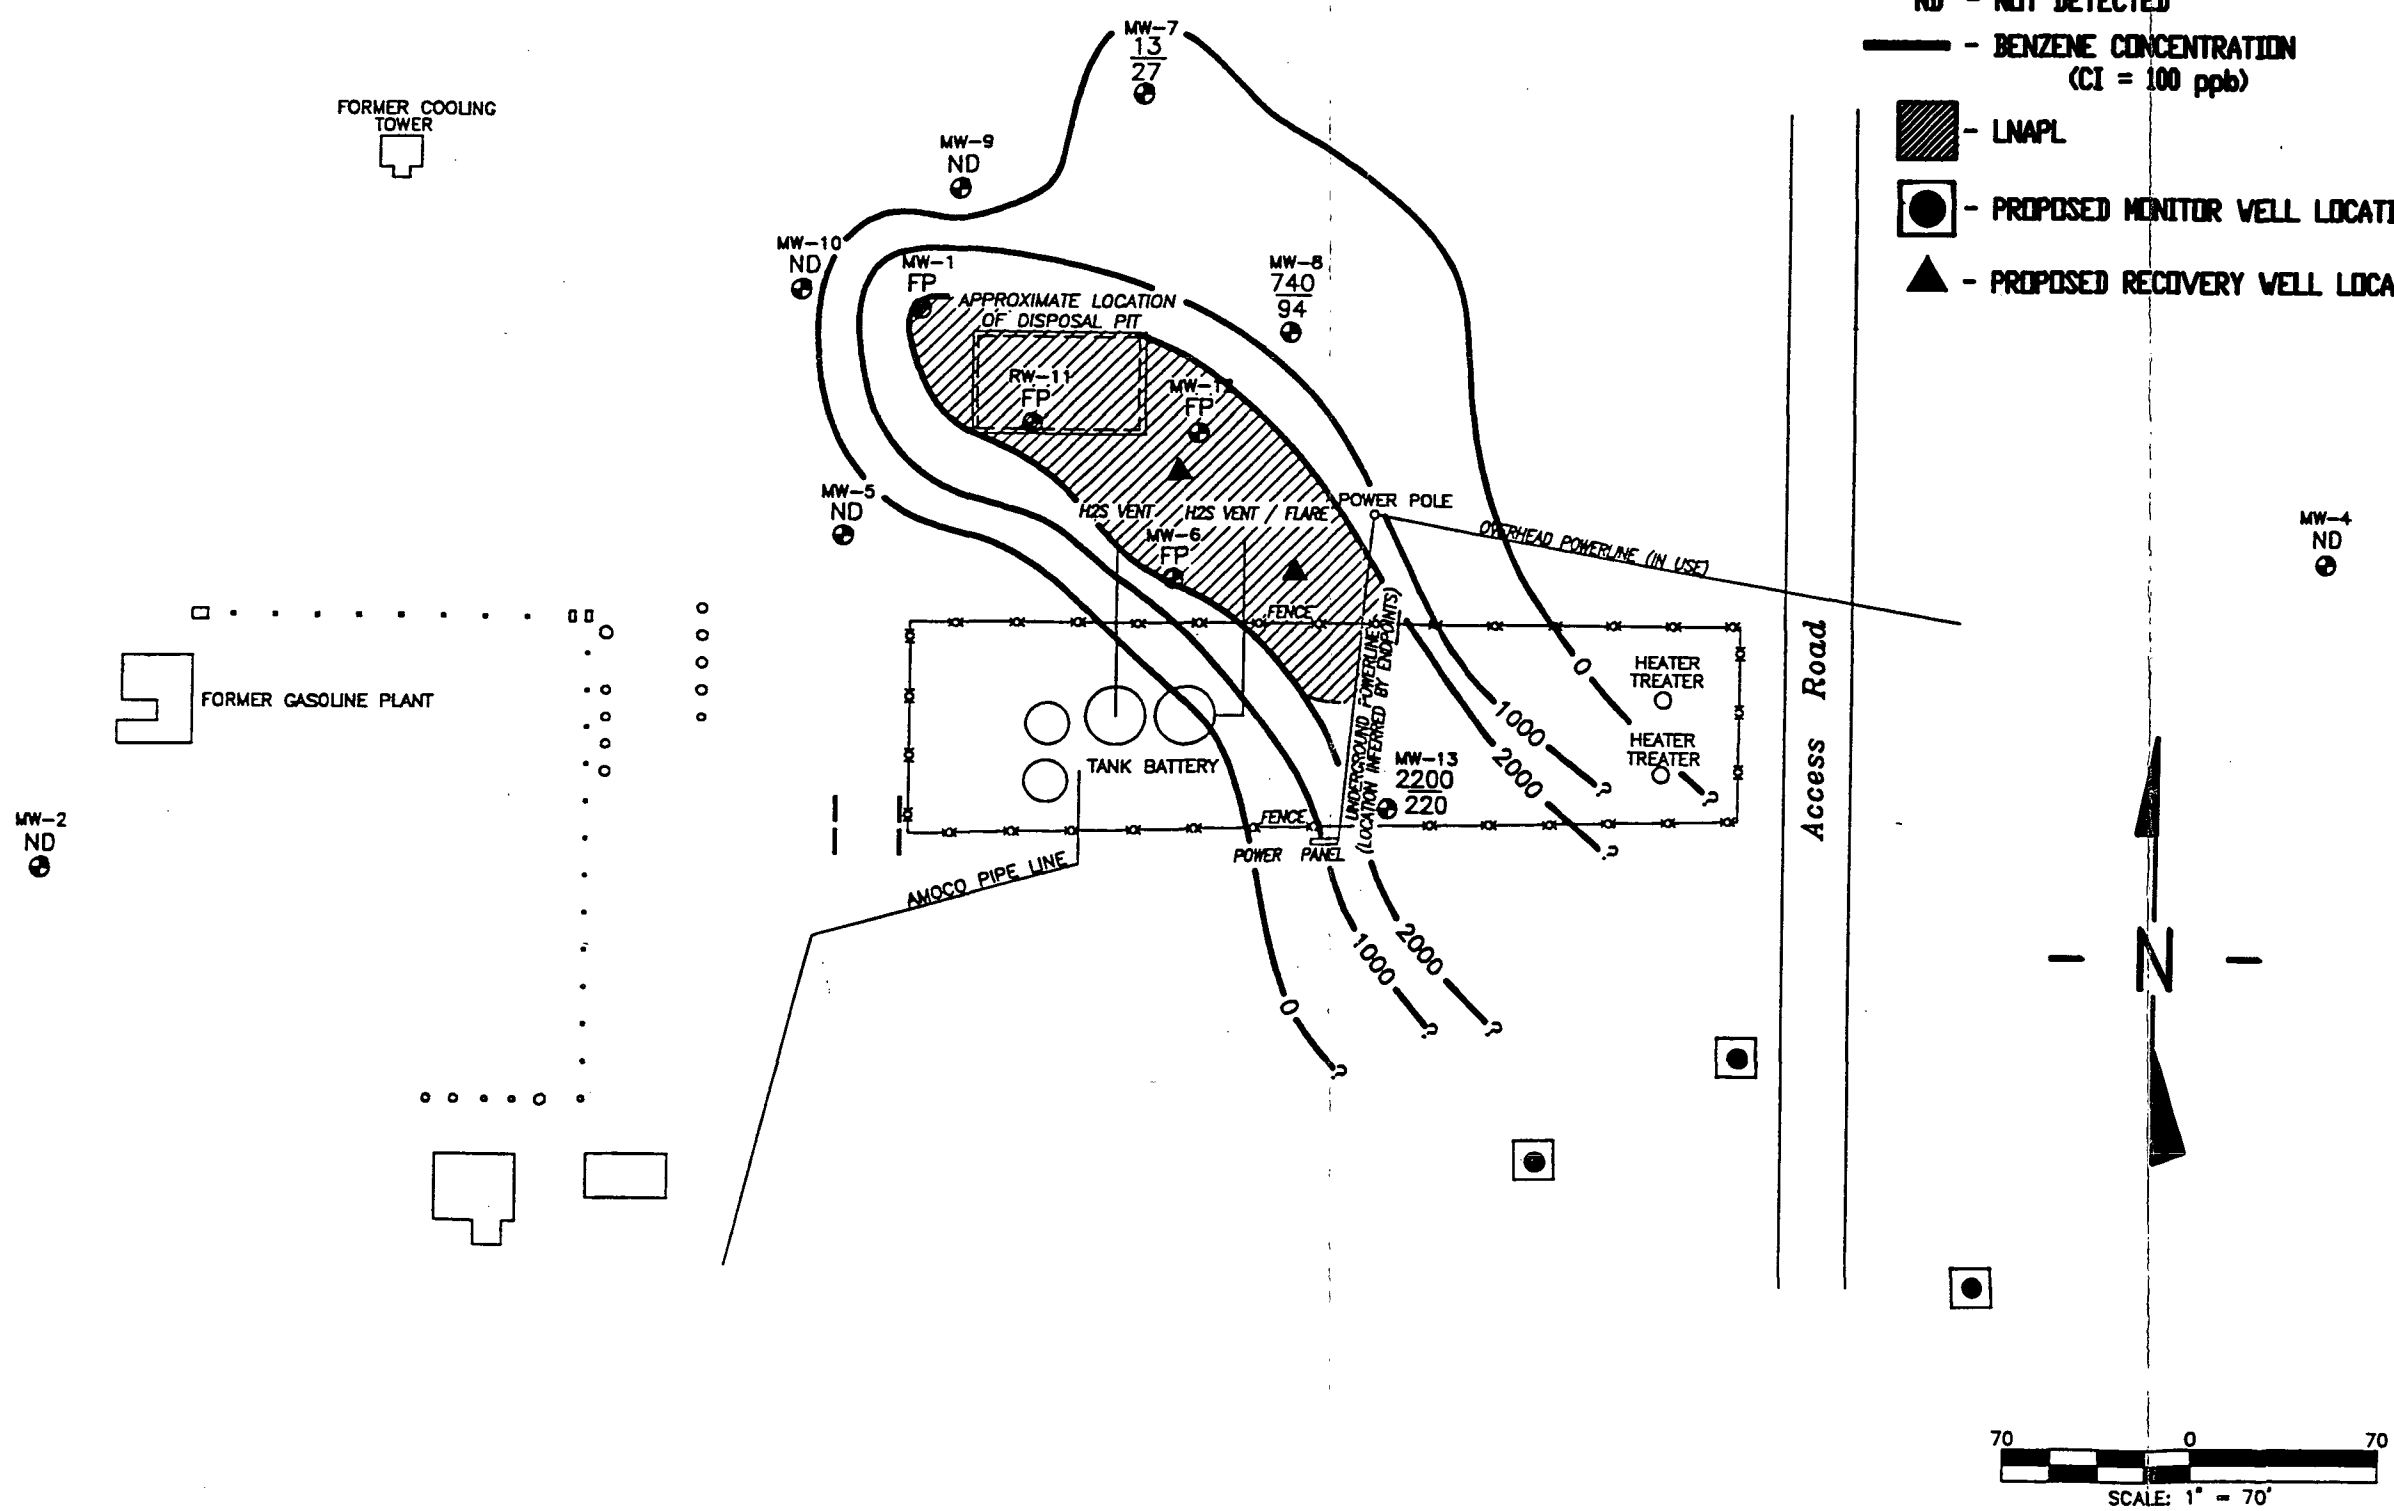 ND - NOT DETECTED
- BENZENE CONCENTRATION
(CI = 100 ppb)
- LNAPL
- PROPOSED MONITOR WELL
- PROPOSED RECOVERY WELL
MW-7
13
27
FORMER COOLING
TOWER
MW-9
ND
MW-10
ND
MW-1
FP
MW-8
740
94
APPROXIMATE LOCATION
OF DISPOSAL PIT
RW-11
FP
FP
MW-5
ND
H2S VENT
H2S VENT / FLARE
POWER POLE
OVERHEAD POWERLINE (IN USE)
MW-4
ND
MW-6
FP
FENCE
UNDERGROUND POWERLINES
(LOCATION INFERRED BY ENDPOINTS)
0
HEATER
TREATER
FORMER GASOLINE PLANT
1000
?
2000
?
HEATER
TREATER
?
Access Road
TANK BATTERY
MW-13
2200
220
MW-2
ND
FENCE
POWER PANEL
AMOCO PIPE LINE
2000
?
1000
?
0
?
N
70 0 70
SCALE: 1" = 70'